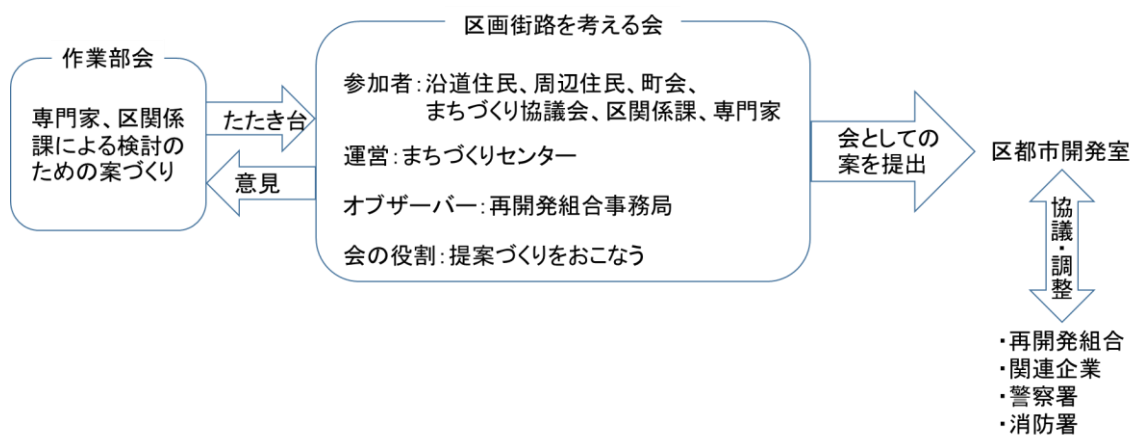 作業部会
専門家、区関係
課による検討の
ための案づくり
たたき台
意見
区画街路を考える会
参加者：沿道住民、周辺住民、町会、
まちづくり協議会、区関係課、専門家
運営：まちづくりセンター
オブザーバー：再開発組合事務局
会の役割：提案づくりをおこなう
会としての
案を提出
区都市開発室
協議・調整
・再開発組合
・関連企業
・警察署
・消防署